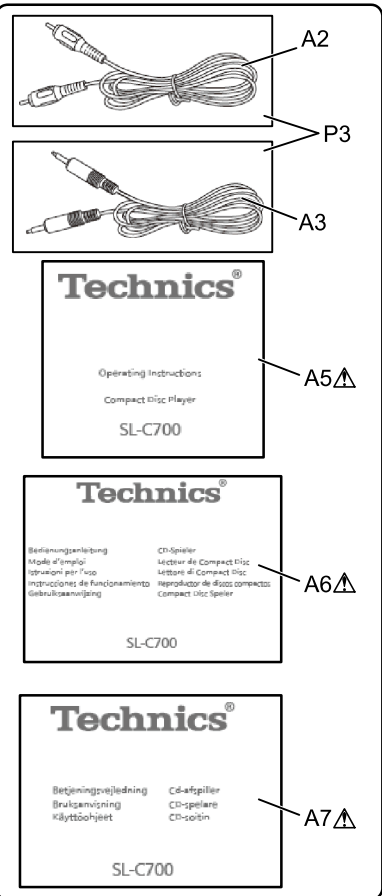 A2
P3
A3
Technics®
Operating Instructions
Compact Disc Player
SL-C700
A5⚠
Technics®
Bedienungsanleitung CD-Spieler
Mode d'emploi Lecteur de Compact Disc
Istruzioni per l'uso Lettore di Compact Disc
Instrucciones de funcionamiento Reproductor de discos compactos
Gebruiksaanwijzing Compact Disc Speler
SL-C700
A6⚠
Technics®
Betjeningsvejledning Cd-afspiller
Bruksanvisning CD-spelare
Käyttöohjeet CD-soitin
SL-C700
A7⚠